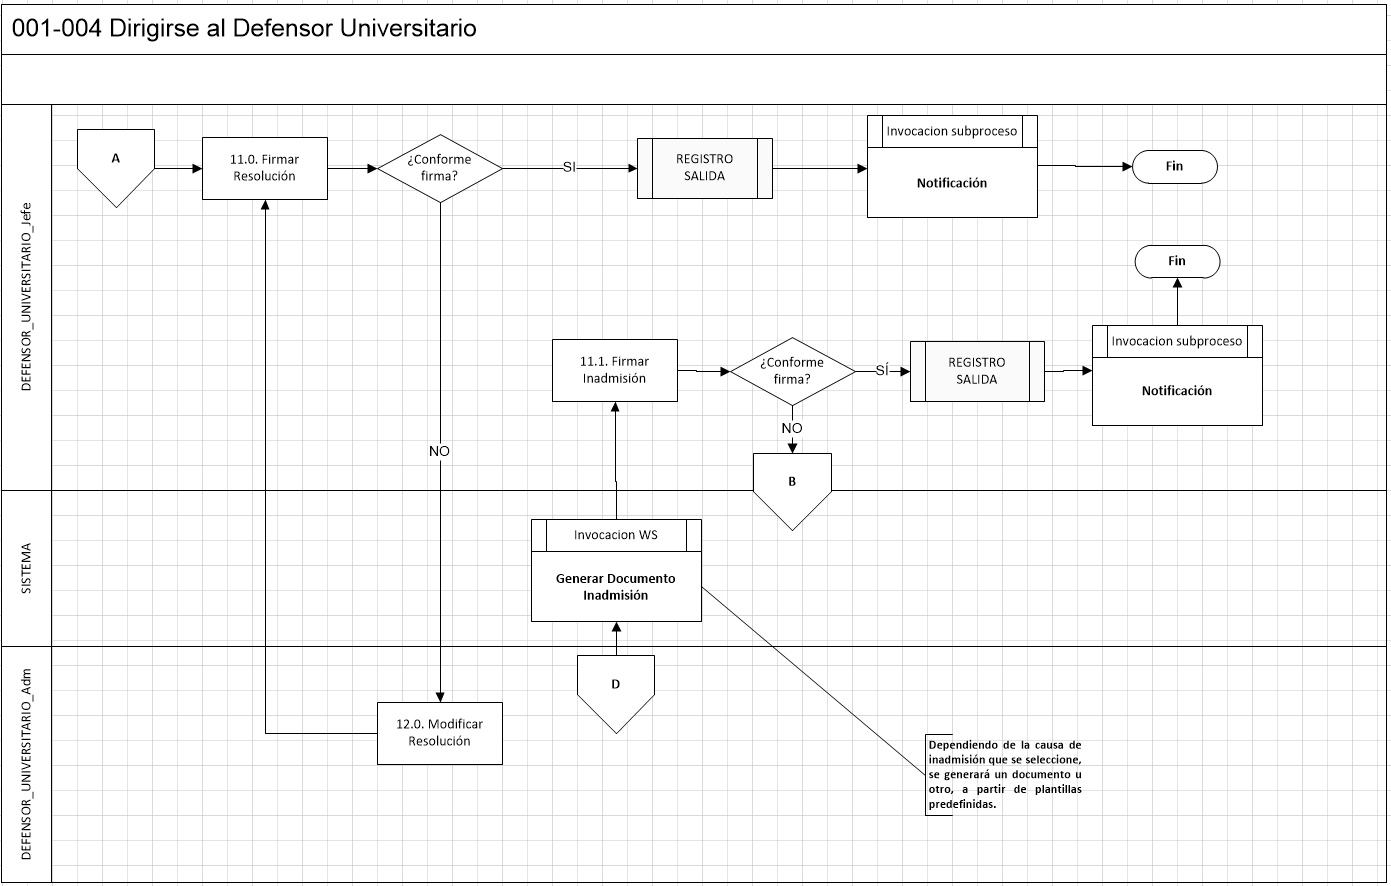 001-004 Dirigirse al Defensor Universitario
DEFENSOR_UNIVERSITARIO_Jefe
A
11.0. Firmar
Resolución
¿Conforme
firma?
SI
REGISTRO
SALIDA
Invocacion subproceso
Notificación
Fin
Fin
11.1. Firmar
Inadmisión
¿Conforme
firma?
SÍ
REGISTRO
SALIDA
Invocacion subproceso
Notificación
NO
NO
B
SISTEMA
Invocacion WS
Generar Documento
Inadmisión
DEFENSOR_UNIVERSITARIO_Adm
D
12.0. Modificar
Resolución
Dependiendo de la causa de
inadmisión que se seleccione,
se generará un documento u
otro, a partir de plantillas
predefinidas.